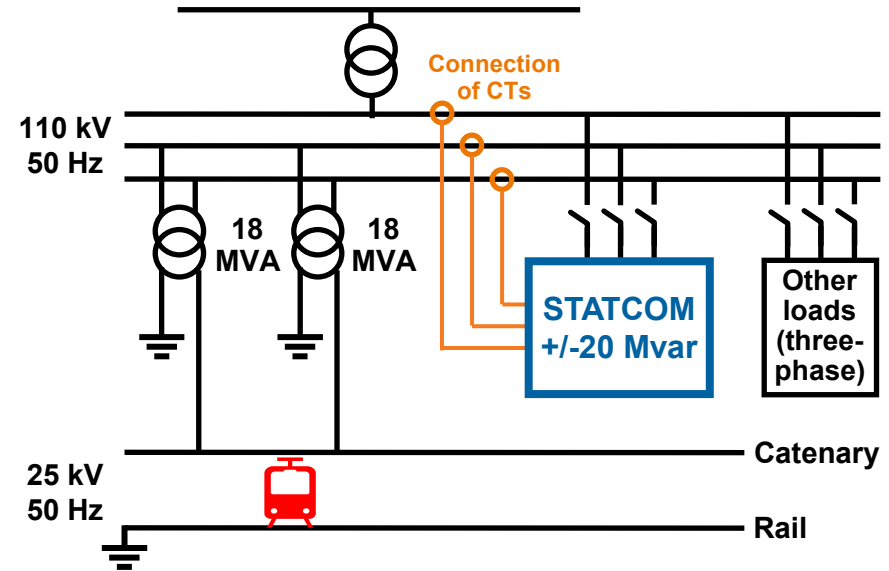 Connection
of CTs
110 kV
50 Hz
18
MVA
18
MVA
STATCOM
+/-20 Mvar
Other
loads
(three-
phase)
Catenary
25 kV
50 Hz
Rail